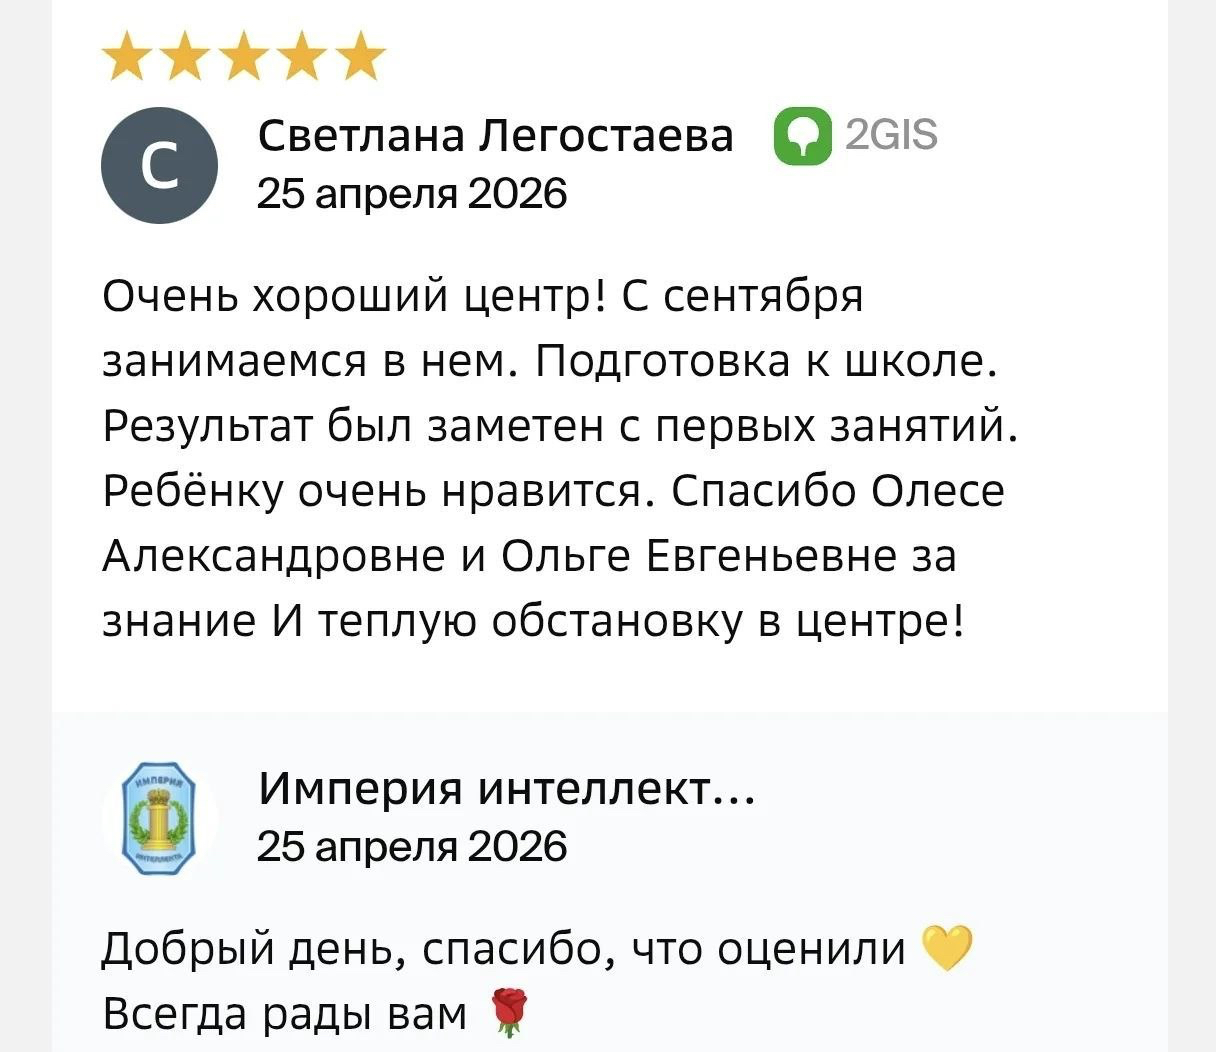 С
Светлана Легостаева 2GIS
25 апреля 2026
Очень хороший центр! С сентября
занимаемся в нем. Подготовка к школе.
Результат был заметен с первых занятий.
Ребёнку очень нравится. Спасибо Олесе
Александровне и Ольге Евгеньевне за
знание И теплую обстановку в центре!
ИМПЕРИЯ
ИНТЕЛЛЕКТА
Империя интеллект...
25 апреля 2026
Добрый день, спасибо, что оценили 💛
Всегда рады вам 🌹